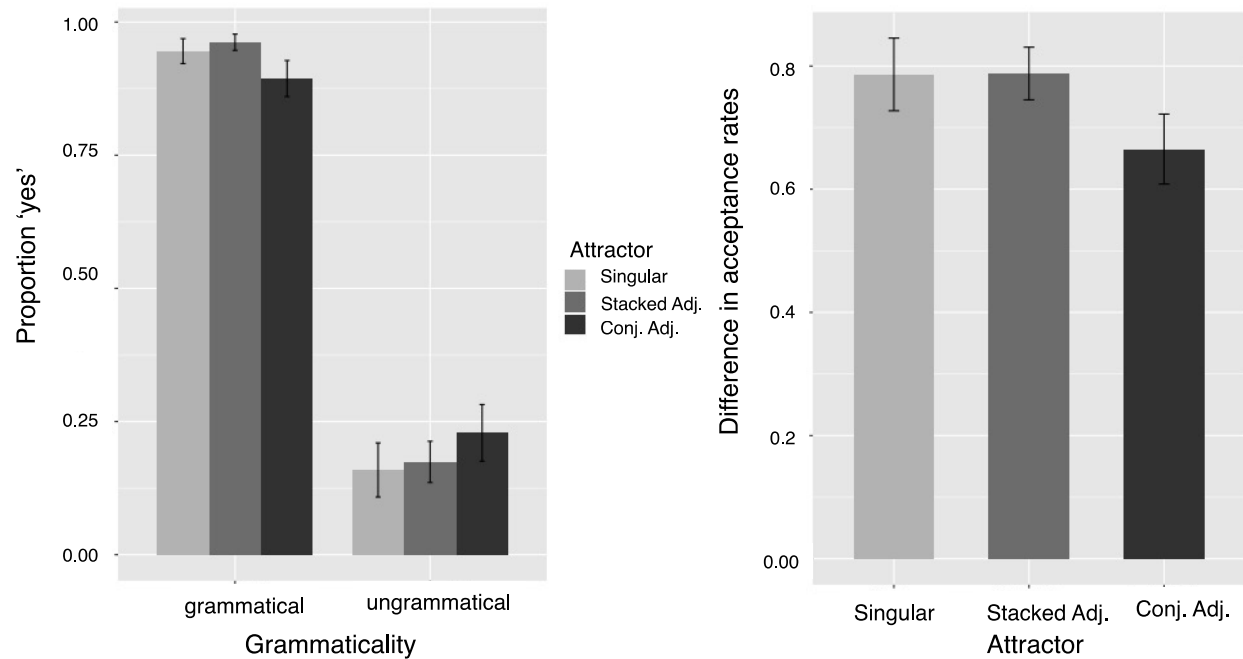 Proportion ‘yes’
1.00
0.75
0.50
0.25
0.00
grammatical
ungrammatical
Grammaticality
Attractor
Singular
Stacked Adj.
Conj. Adj.
Difference in acceptance rates
0.8
0.6
0.4
0.2
0.00
Singular
Stacked Adj.
Conj. Adj.
Attractor